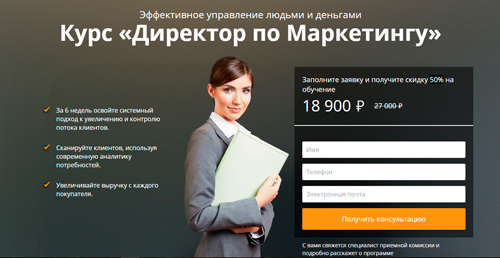 Эффективное управление людьми и деньгами
Курс «Директор по Маркетингу»
За 6 недель освойте системный
подход к увеличению и контролю
потока клиентов.
Сканируйте клиентов, используя
современную аналитику
потребностей.
Увеличивайте выручку с каждого
покупателя.
Заполните заявку и получите скидку 50% на
обучение
18 900 ₽ 27 000 ₽
Имя
Телефон
Электронная почта
Получить консультацию
С вами свяжется специалист приемной комиссии и
подробно расскажет о программе